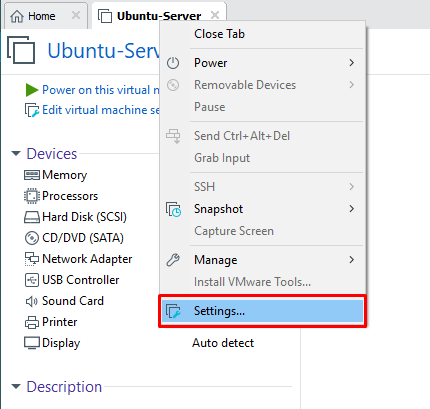 Home
Ubuntu-Server
Ubuntu-Serv
Power on this virtual m
Edit virtual machine se
Devices
Memory
Processors
Hard Disk (SCSI)
CD/DVD (SATA)
Network Adapter
USB Controller
Sound Card
Printer
Display Auto detect
Description
Close Tab
Power
Removable Devices
Pause
Send Ctrl+Alt+Del
Grab Input
SSH
Snapshot
Capture Screen
Manage
Install VMware Tools...
Settings...